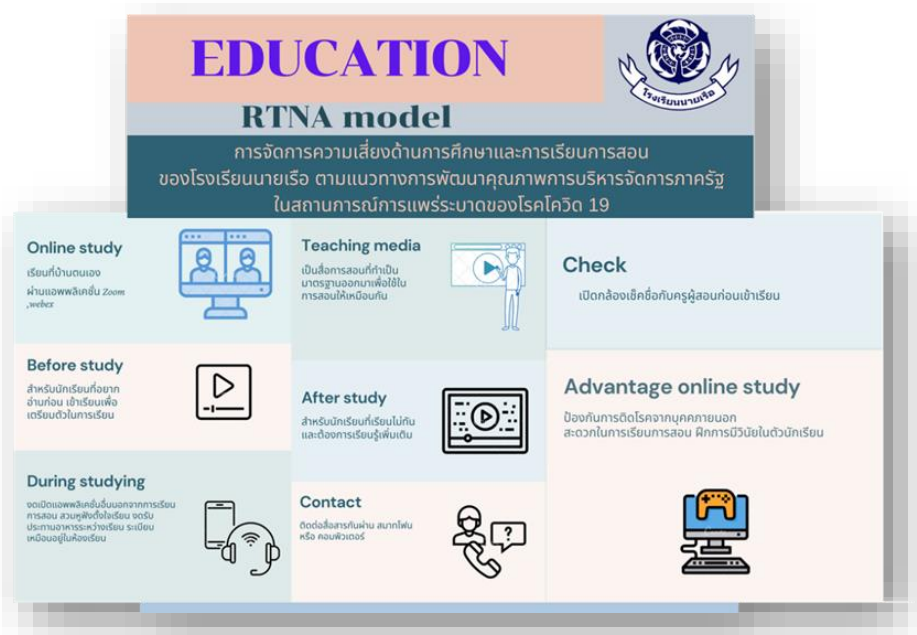 EDUCATION
โรงเรียนนายเรือ
RTNA model
การจัดการความเสี่ยงด้านการศึกษาและการเรียนการสอน
ของโรงเรียนนายเรือ ตามแนวทางการพัฒนาคุณภาพการบริหารจัดการภาครัฐ
ในสถานการณ์การแพร่ระบาดของโรคโควิด 19
Online study
เรียนที่บ้านตนเอง
ผ่านแอพพลิเคชั่น Zoom
,webex
Before study
สำหรับนักเรียนที่อยาก
อ่านก่อน เข้าเรียนเพื่อ
เตรียมตัวในการเรียน
During studying
งดเปิดแอพพลิเคชั่นอื่นนอกจากการเรียน
การสอน สวมหูฟังตั้งใจเรียน งดรับ
ประทานอาหารระหว่างเรียน ระเบียบ
เหมือนอยู่ในห้องเรียน
Teaching media
เป็นสื่อการสอนที่ทำเป็น
มาตรฐานออกมาเพื่อใช้ใน
การสอนให้เหมือนกัน
After study
สำหรับนักเรียนที่เรียนไม่ทัน
และต้องการเรียนรู้เพิ่มเติม
Contact
ติดต่อสื่อสารกันผ่าน สมาทโฟน
หรือ คอมพิวเตอร์
Check
เปิดกล้องเช็คชื่อกับครูผู้สอนก่อนเข้าเรียน
Advantage online study
ป้องกันการติดโรคจากบุคคลภายนอก
สะดวกในการเรียนการสอน ฝึกการมีวินัยในตัวนักเรียน